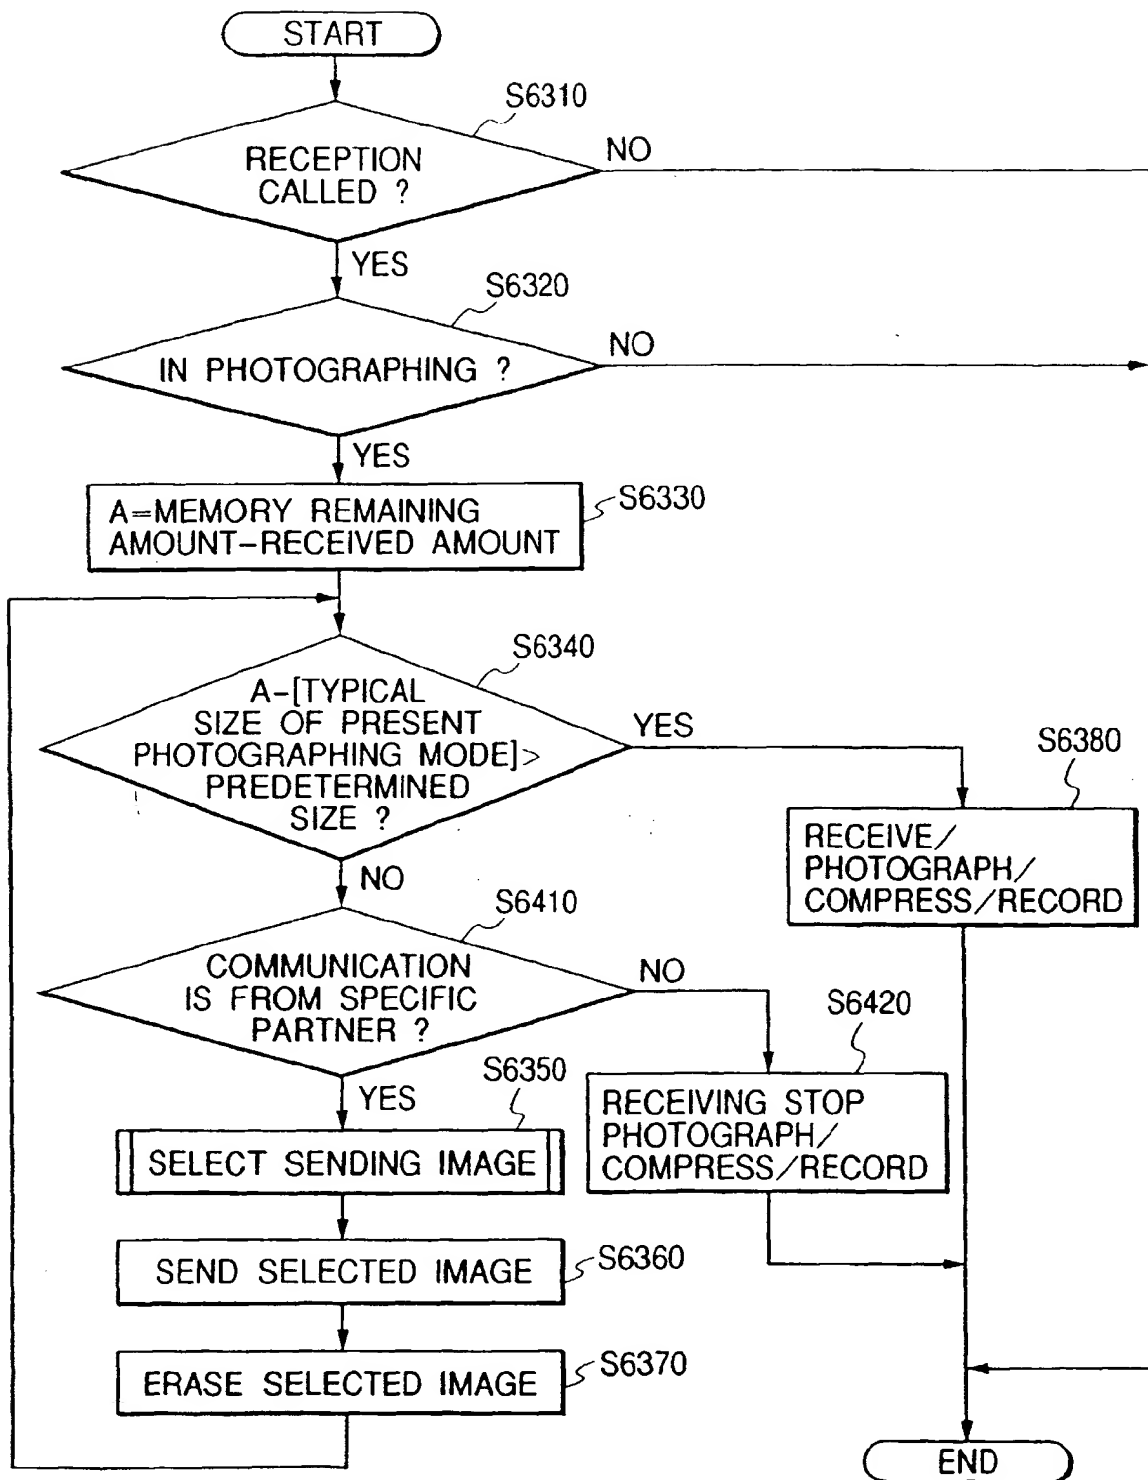 START
S6310
RECEPTION
CALLED ?
NO
YES
S6320
IN PHOTOGRAPHING ?
NO
YES
S6330
A=MEMORY REMAINING
AMOUNT-RECEIVED AMOUNT
S6340
A-[TYPICAL
SIZE OF PRESENT
PHOTOGRAPHING MODE]>
PREDETERMINED
SIZE ?
YES
NO
S6380
RECEIVE/
PHOTOGRAPH/
COMPRESS/RECORD
S6410
COMMUNICATION
IS FROM SPECIFIC
PARTNER ?
NO
YES
S6420
RECEIVING STOP
PHOTOGRAPH/
COMPRESS/RECORD
S6350
SELECT SENDING IMAGE
SEND SELECTED IMAGE
S6360
ERASE SELECTED IMAGE
S6370
END